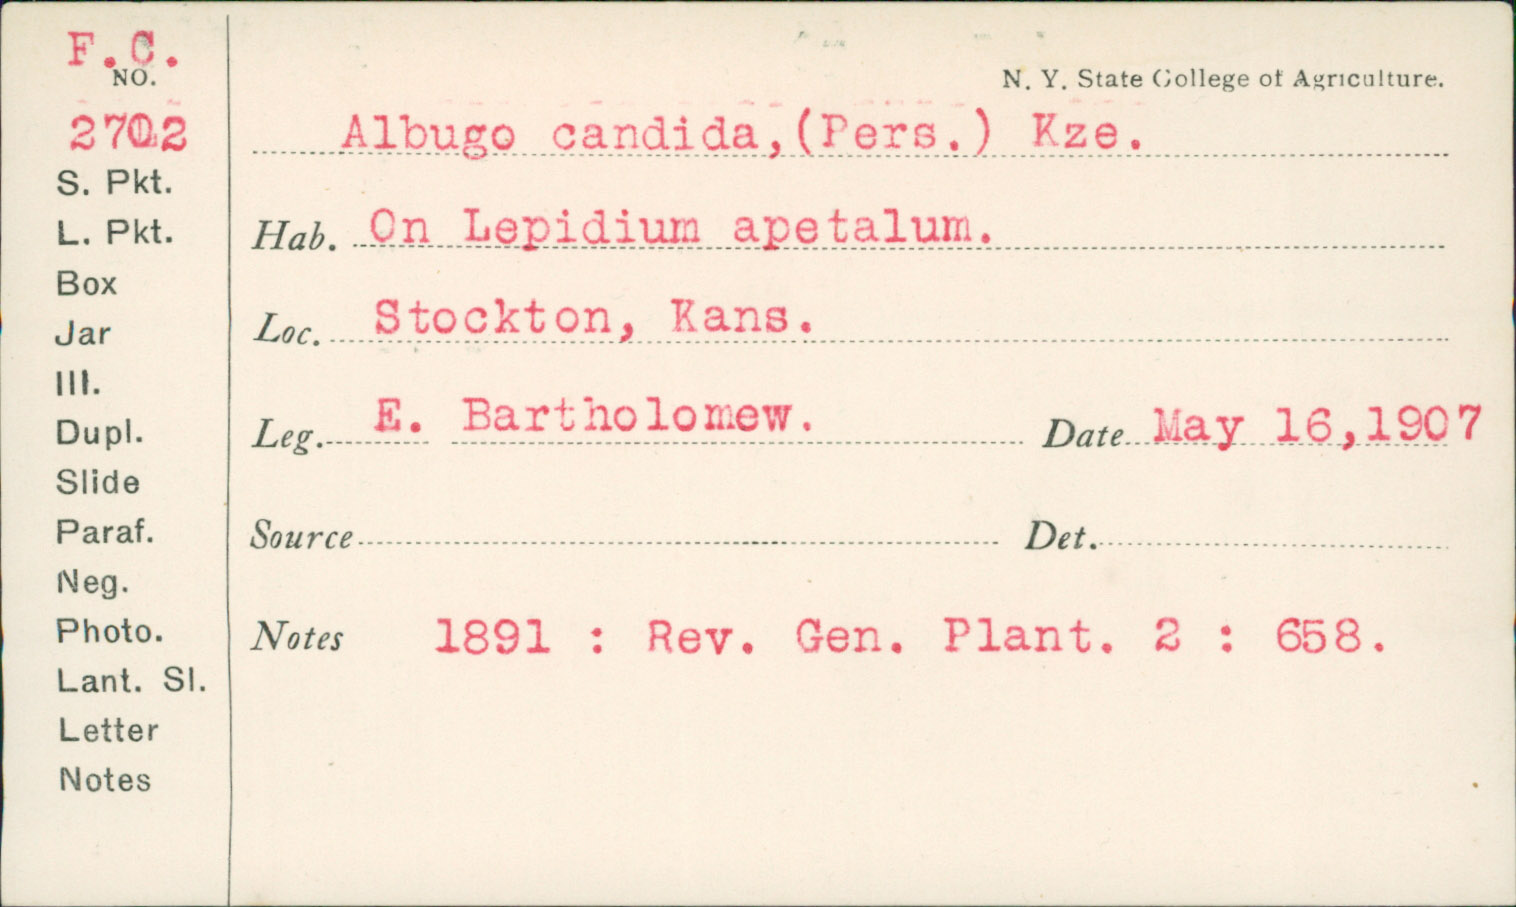 F.C.
NO.
N. Y. State College of Agriculture.
2702
Albugo candida,(Pers.) Kze.
S. Pkt.
L. Pkt.
Hab. On Lepidium apetalum.
Box
Jar
Loc. Stockton, Kans.
Ill.
Dupl.
Leg. E. Bartholomew. Date May 16,1907
Slide
Paraf.
Source Det.
Neg.
Photo.
Notes 1891 : Rev. Gen. Plant. 2 : 658.
Lant. Sl.
Letter
Notes